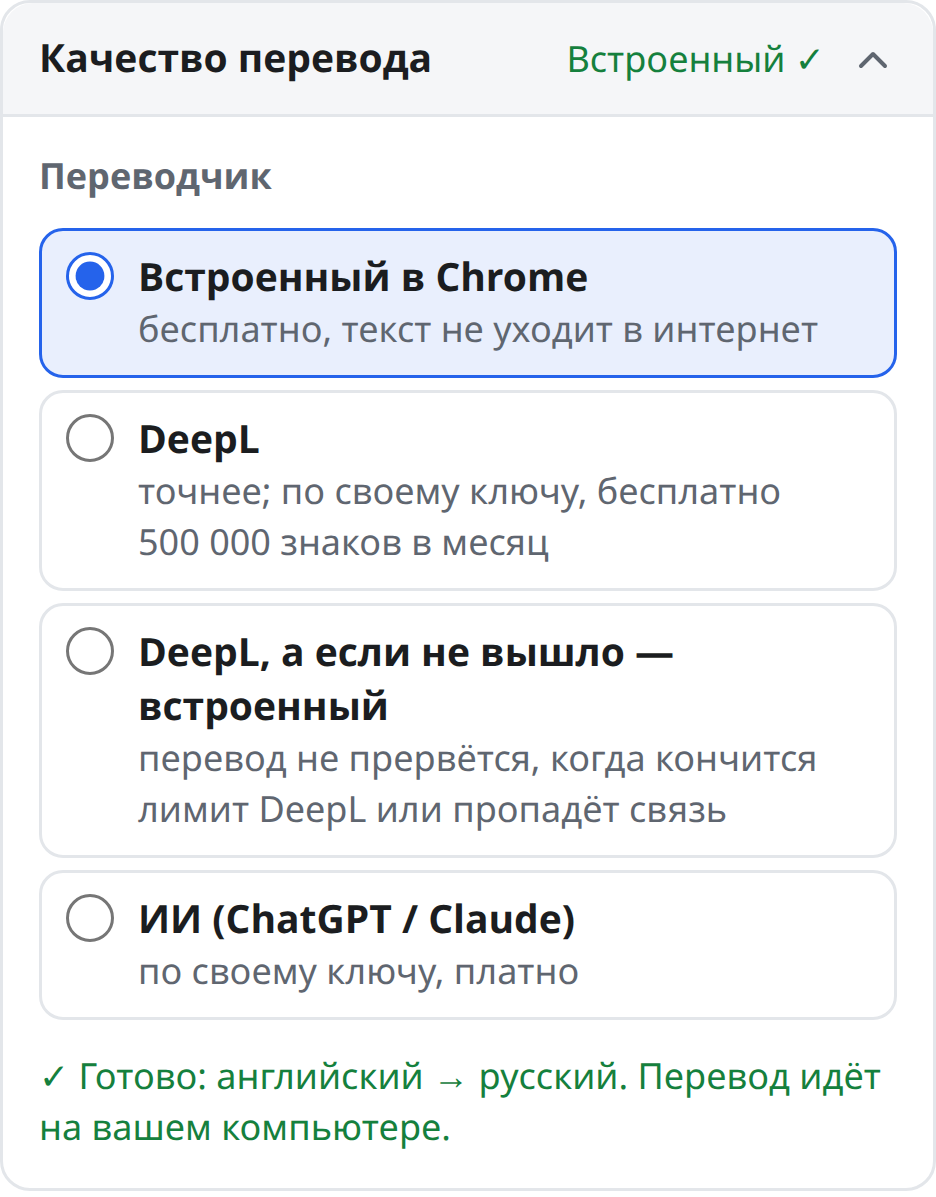 Качество перевода
Встроенный ✓
Переводчик
Встроенный в Chrome
бесплатно, текст не уходит в интернет
DeepL
точнее; по своему ключу, бесплатно
500 000 знаков в месяц
DeepL, а если не вышло —
встроенный
перевод не прервётся, когда кончится
лимит DeepL или пропадёт связь
ИИ (ChatGPT / Claude)
по своему ключу, платно
✓ Готово: английский → русский. Перевод идёт
на вашем компьютере.